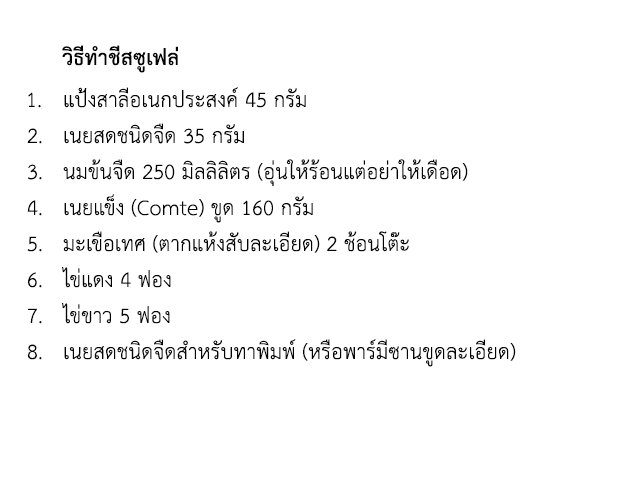 วิธีทำชีสซูเฟล่
1. แป้งสาลีอเนกประสงค์ 45 กรัม
2. เนยสดชนิดจืด 35 กรัม
3. นมข้นจืด 250 มิลลิลิตร (อุ่นให้ร้อนแต่อย่าให้เดือด)
4. เนยแข็ง (Comte) ขูด 160 กรัม
5. มะเขือเทศ (ตากแห้งสับละเอียด) 2 ช้อนโต๊ะ
6. ไข่แดง 4 ฟอง
7. ไข่ขาว 5 ฟอง
8. เนยสดชนิดจืดสำหรับทาพิมพ์ (หรือพาร์มีซานขูดละเอียด)